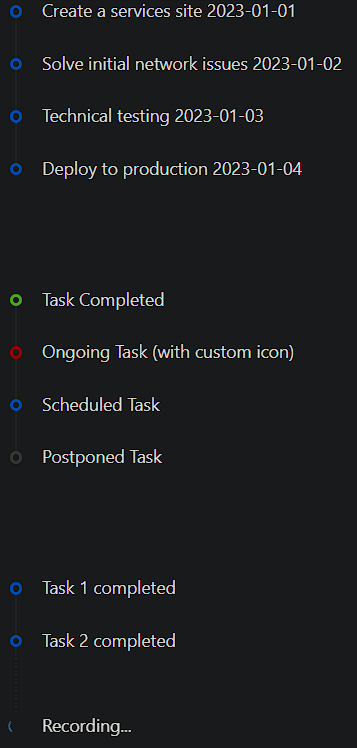 Create a services site 2023-01-01
Solve initial network issues 2023-01-02
Technical testing 2023-01-03
Deploy to production 2023-01-04
Task Completed
Ongoing Task (with custom icon)
Scheduled Task
Postponed Task
Task 1 completed
Task 2 completed
Recording...